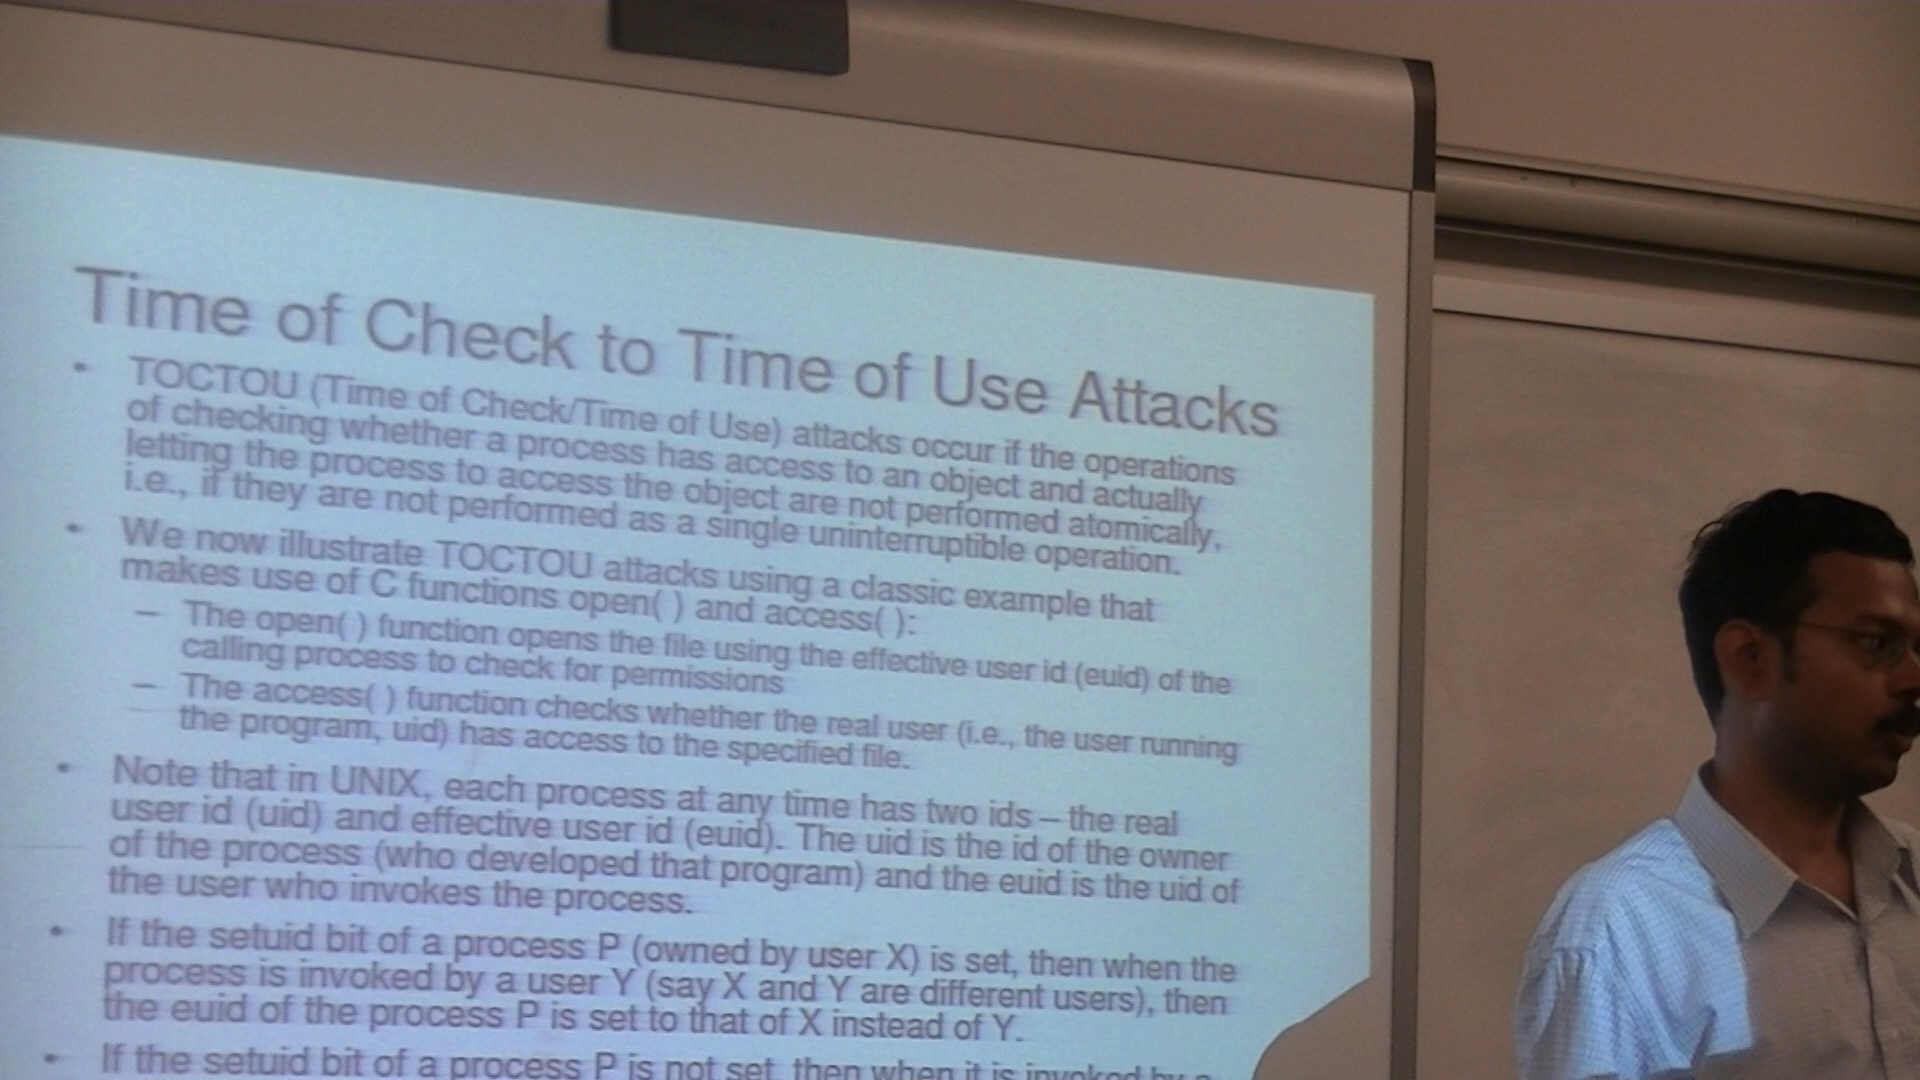 Time of Check to Time of Use Attacks
• TOCTOU (Time of Check/Time of Use) attacks occur if the operations
of checking whether a process has access to an object and actually
letting the process to access the object are not performed atomically,
i.e., if they are not performed as a single uninterruptible operation.
• We now illustrate TOCTOU attacks using a classic example that
makes use of C functions open( ) and access( ):
– The open( ) function opens the file using the effective user id (euid) of the
calling process to check for permissions
– The access( ) function checks whether the real user (i.e., the user running
the program, uid) has access to the specified file.
• Note that in UNIX, each process at any time has two ids – the real
user id (uid) and effective user id (euid). The uid is the id of the owner
of the process (who developed that program) and the euid is the uid of
the user who invokes the process.
• If the setuid bit of a process P (owned by user X) is set, then when the
process is invoked by a user Y (say X and Y are different users), then
the euid of the process P is set to that of X instead of Y.
• If the setuid bit of a process P is not set, then when it is invoked by a